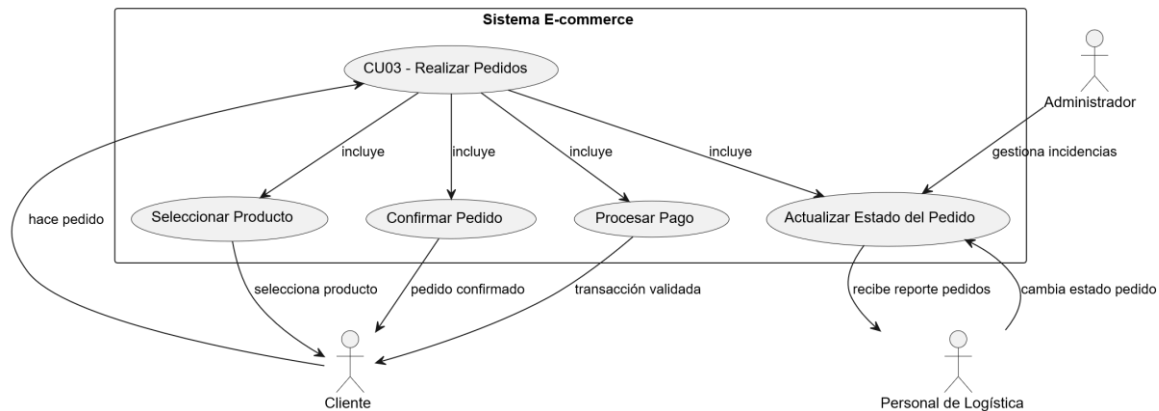 Sistema E-commerce
CU03 - Realizar Pedidos
Administrador
incluye
incluye
incluye
incluye
gestiona incidencias
hace pedido
Seleccionar Producto
Confirmar Pedido
Procesar Pago
Actualizar Estado del Pedido
selecciona producto
pedido confirmado
transacción validada
recibe reporte pedidos
cambia estado pedido
Cliente
Personal de Logística